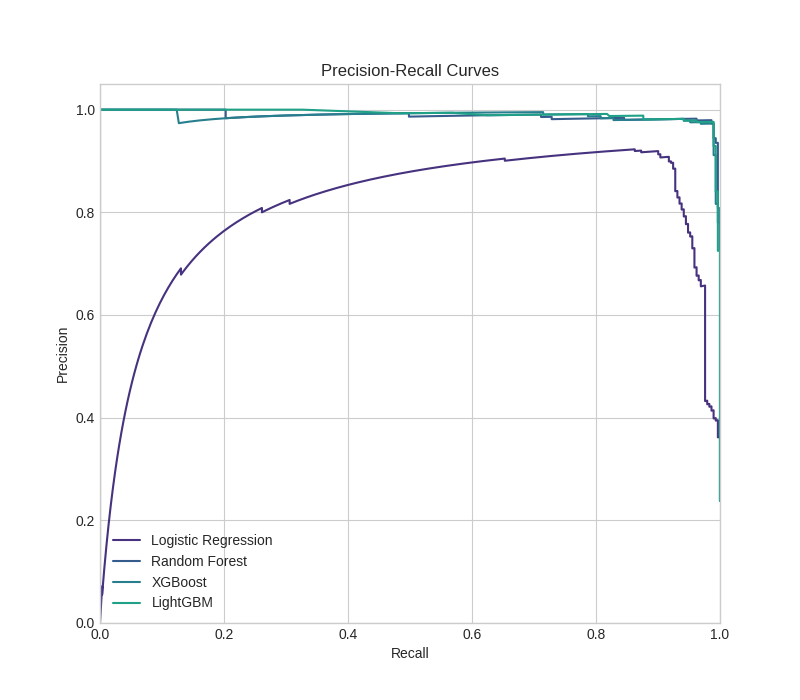 Precision-Recall Curves
1.0
0.8
0.6
0.4
0.2
0.0
Precision
Logistic Regression
Random Forest
XGBoost
LightGBM
0.0 0.2 0.4 0.6 0.8 1.0
Recall